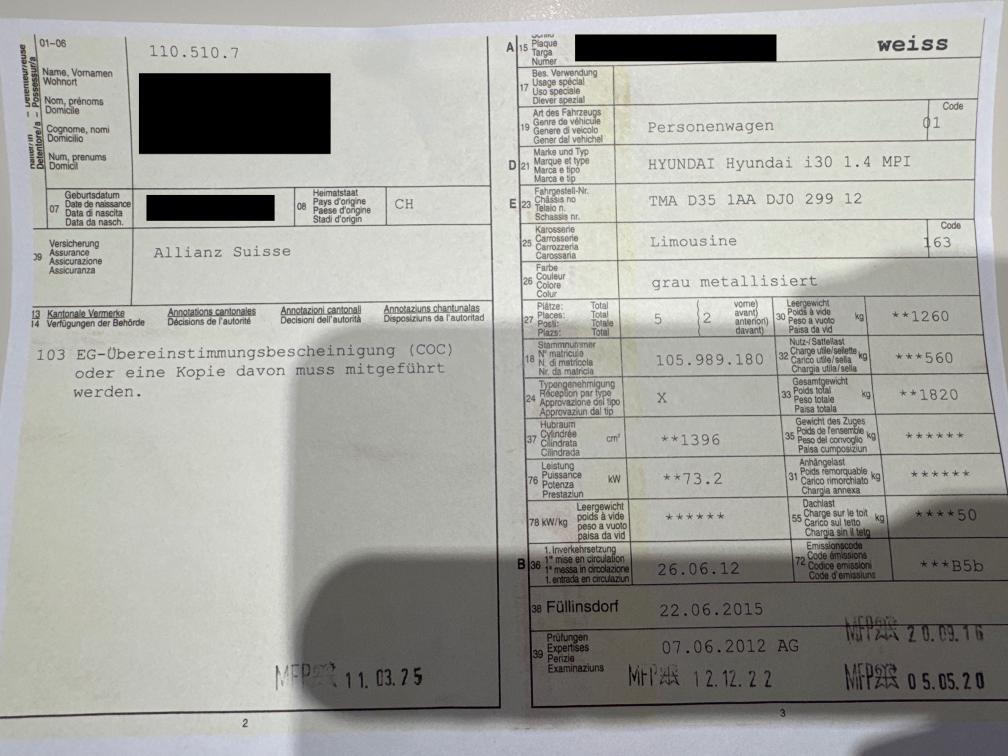 01-06
110.510.7
Name, Vornamen
Wohnort
Nom, prénoms
Domicile
Cognome, nomi
Domicilio
Num, prenums
Domicil
Detenteur/euse
Detentore/a – Possessur/a
07
Geburtsdatum
Date de naissance
Data di nascita
Data da nasch.
08
Heimatstaat
Pays d'origine
Paese d'origine
Stadi d'origin
CH
09
Versicherung
Assurance
Assicurazione
Assicuranza
Allianz Suisse
13 Kantonale Vermerke
Annotations cantonales
Annotazioni cantonali
Annotaziuns chantunalas
14 Verfügungen der Behörde
Décisions de l'autorité
Decisioni dell'autorità
Disposiziuns da l'autoritad
103 EG-Übereinstimmungsbescheinigung (COC)
oder eine Kopie davon muss mitgeführt
werden.
MFP 11.03.25
2
A 15
Schild
Plaque
Targa
Numer
weiss
17
Bes. Verwendung
Usage spécial
Uso speciale
Diever spezial
19
Art des Fahrzeugs
Genre de véhicule
Genere di veicolo
Gener dal vehichel
Personenwagen
Code
01
D 21
Marke und Typ
Marque et type
Marca e tipo
Marca e tip
HYUNDAI Hyundai i30 1.4 MPI
E 23
Fahrgestell-Nr.
Châssis no
Telaio n.
Schassis nr.
TMA D35 1AA DJ0 299 12
25
Karosserie
Carrosserie
Carrozzeria
Carossaria
Limousine
Code
163
26
Farbe
Couleur
Colore
Colur
grau metallisiert
27
Plätze: Total
Places: Total
Posti: Totale
Plazs: Total
5
(2
vorne)
avant)
anteriori)
davant)
30
Leergewicht
Poids à vide
Peso a vuoto
Paisa da vid
kg
**1260
18
Stammnummer
N° matricule
N. di matricola
Nr. da matricla
105.989.180
32
Nutz-/Sattellast
Charge utile/sellette
Carico utile/sella
Chargia utila/sella
kg
***560
24
Typengenehmigung
Réception par type
Approvazione del tipo
Approvaziun dal tip
X
33
Gesamtgewicht
Poids total
Peso totale
Paisa totala
kg
**1820
37
Hubraum
Cylindrée
Cilindrata
Cilindrada
cm³
**1396
35
Gewicht des Zuges
Poids de l'ensemble
Peso del convoglio
Paisa cumposiziun
kg
******
76
Leistung
Puissance
Potenza
Prestaziun
kW
**73.2
31
Anhängelast
Poids remorquable
Carico rimorchiato
Chargia annexa
kg
******
78 kW/kg
Leergewicht
poids à vide
peso a vuoto
paisa da vid
******
55
Dachlast
Charge sur le toit
Carico sul tetto
Chargia sin il tetg
kg
****50
B 36
1. Inverkehrsetzung
1re mise en circulation
1a messa in circolazione
1. entrada en circulaziun
26.06.12
72
Emissionscode
Code émissions
Codice emissioni
Code d'emissiuns
***B5b
38 Füllinsdorf
22.06.2015
39
Prüfungen
Expertises
Perizie
Examinaziuns
07.06.2012 AG
MFP 20.09.16
MFP 12.12.22
MFP 05.05.20
3